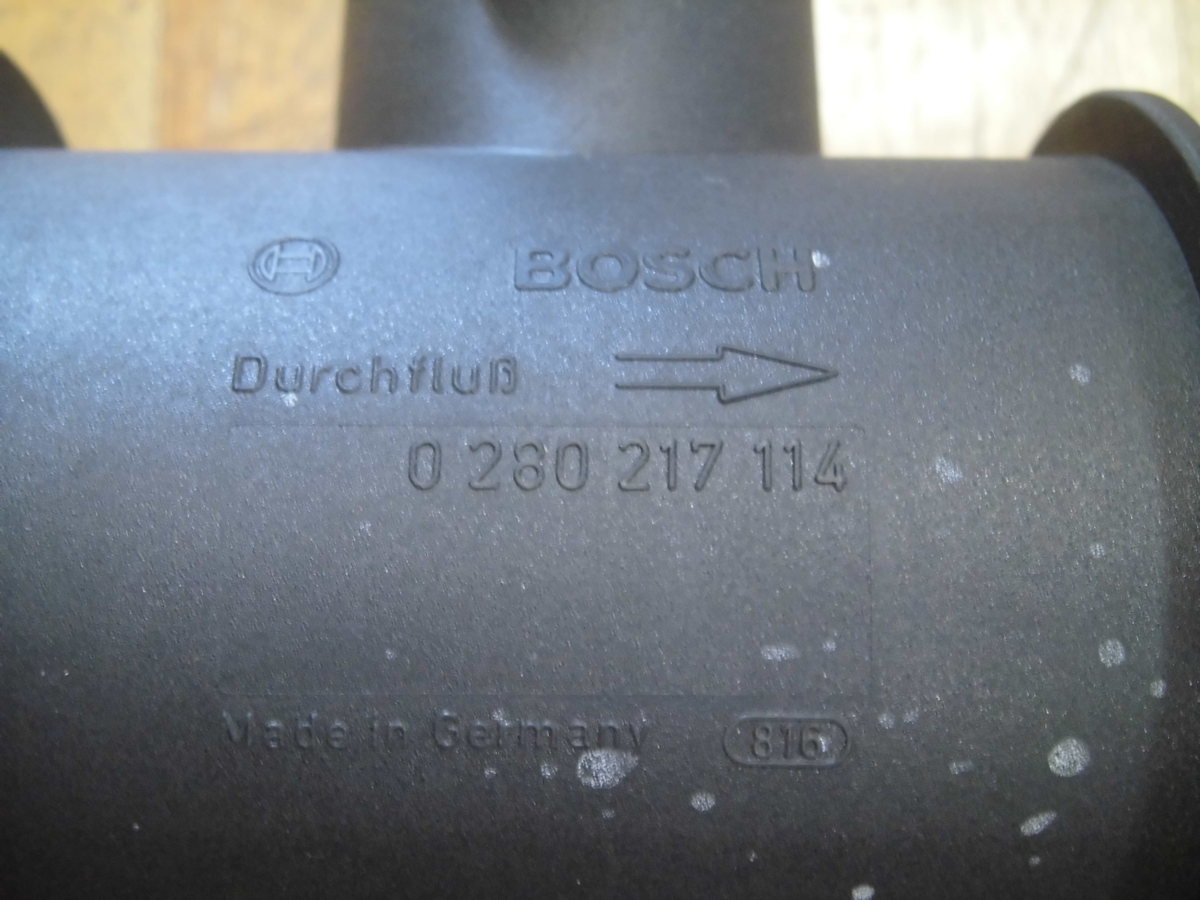 BOSCH
Durchfluß
0 280 217 114
Made in Germany 816